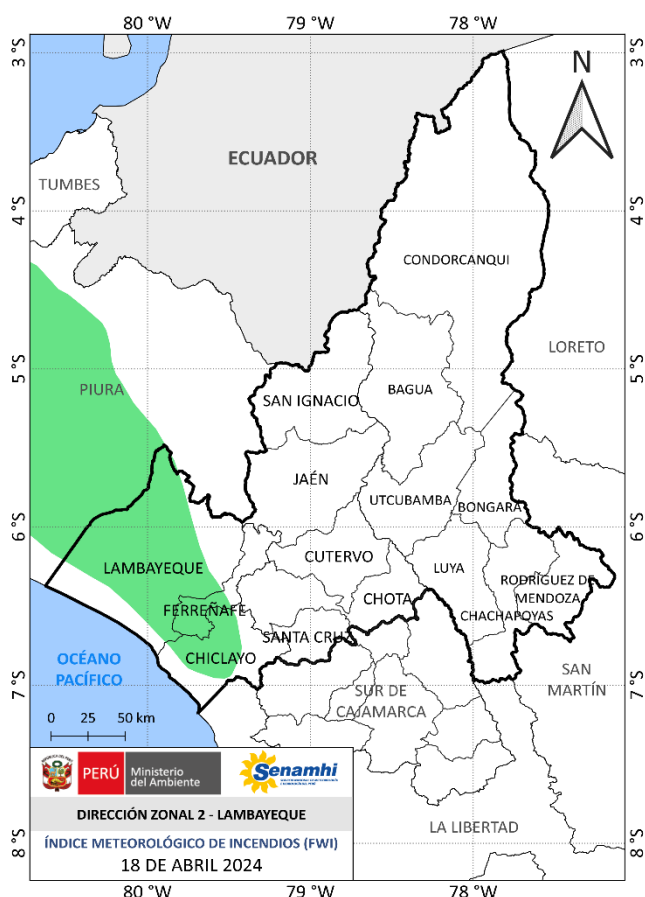 80 °W
79 °W
78 °W
3 °S
3 °S
N
ECUADOR
TUMBES
4 °S
4 °S
CONDORCANQUI
LORETO
5 °S
5 °S
PIURA
SAN IGNACIO
BAGUA
JAÉN
UTCUBAMBA
BONGARA
6 °S
6 °S
LAMBAYEQUE
CUTERVO
LUYA
RODRÍGUEZ DE
MENDOZA
FERREÑAFE
CHOTA
CHACHAPOYAS
SANTA CRUZ
CHICLAYO
OCÉANO
PACÍFICO
SAN
MARTÍN
7 °S
7 °S
SUR DE
CAJAMARCA
0 25 50 km
PERÚ
Ministerio
del Ambiente
Senamhi
DIRECCIÓN ZONAL 2 - LAMBAYEQUE
LA LIBERTAD
ÍNDICE METEOROLÓGICO DE INCENDIOS (FWI)
8 °S
8 °S
18 DE ABRIL 2024
80 °W
79 °W
78 °W